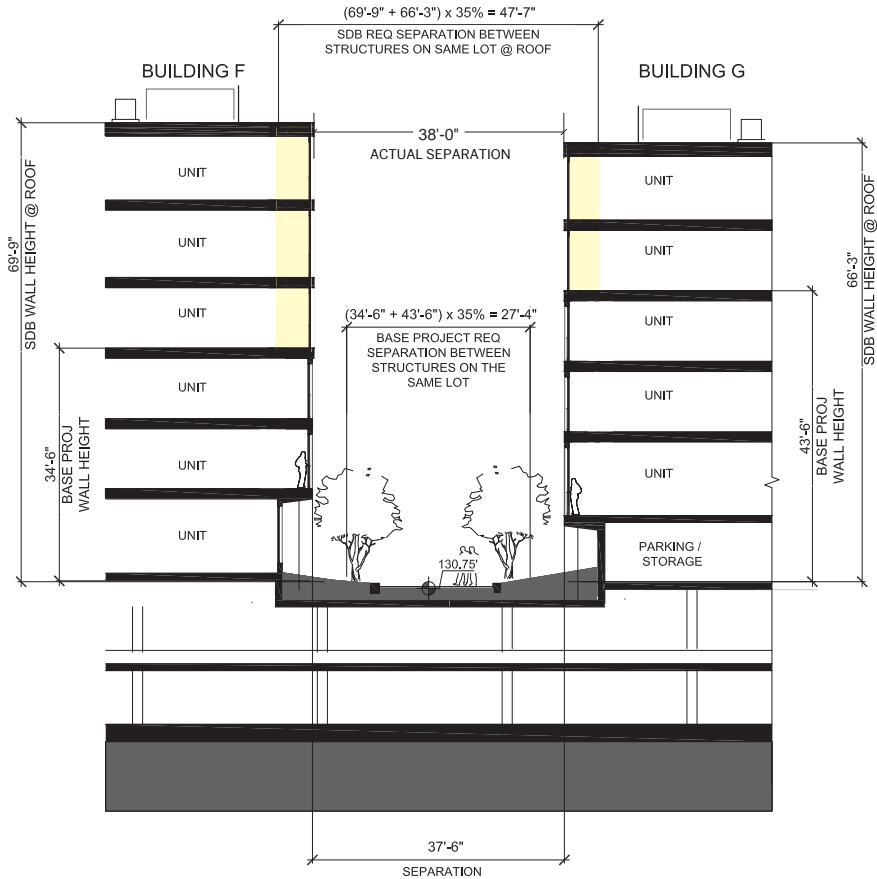 (69'-9" + 66'-3") x 35% = 47'-7"
SDB REQ SEPARATION BETWEEN
STRUCTURES ON SAME LOT @ ROOF
BUILDING F
BUILDING G
38'-0"
ACTUAL SEPARATION
UNIT
UNIT
UNIT
UNIT
UNIT
UNIT
69'-9"
SDB WALL HEIGHT @ ROOF
34'-6"
BASE PROJ
WALL HEIGHT
(34'-6" + 43'-6") x 35% = 27'-4"
BASE PROJECT REQ
SEPARATION BETWEEN
STRUCTURES ON THE
SAME LOT
130.75'
UNIT
UNIT
UNIT
UNIT
UNIT
PARKING /
STORAGE
43'-6"
BASE PROJ
WALL HEIGHT
66'-3"
SDB WALL HEIGHT @ ROOF
37'-6"
SEPARATION